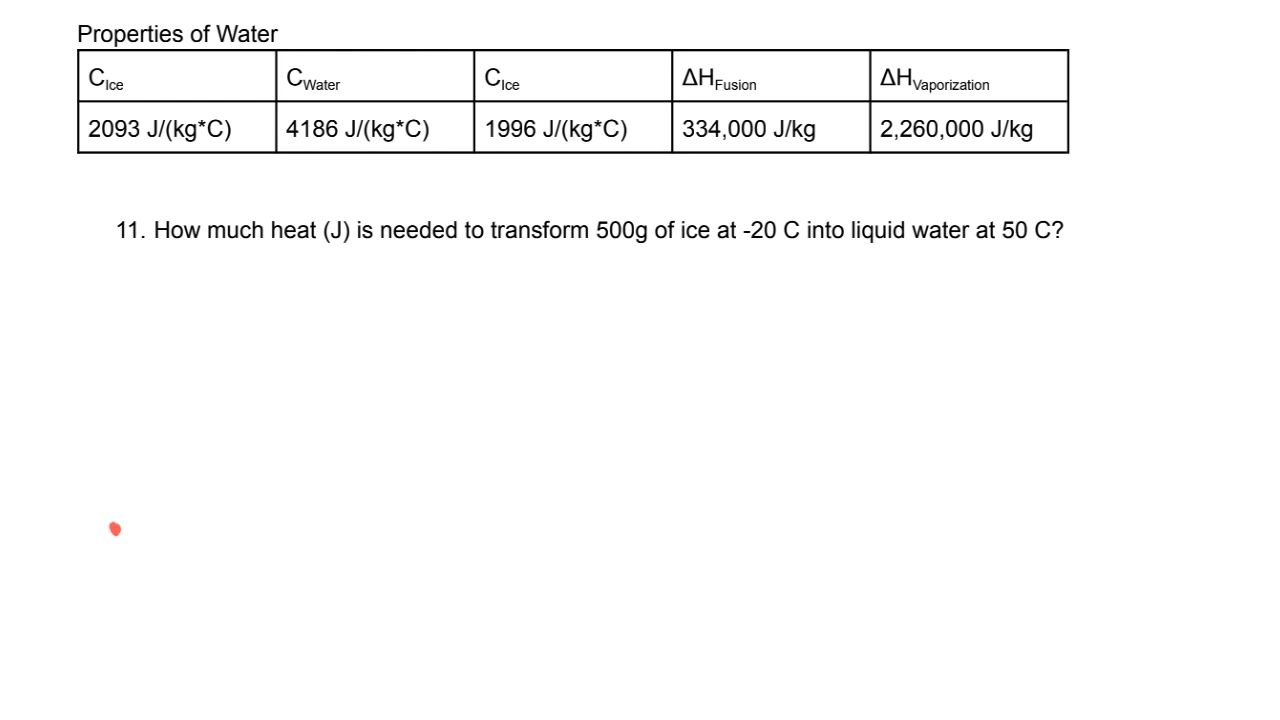 Properties of Water
CIce CWater CIce ΔHFusion ΔHVaporization
2093 J/(kg*C) 4186 J/(kg*C) 1996 J/(kg*C) 334,000 J/kg 2,260,000 J/kg
11. How much heat (J) is needed to transform 500g of ice at -20 C into liquid water at 50 C?